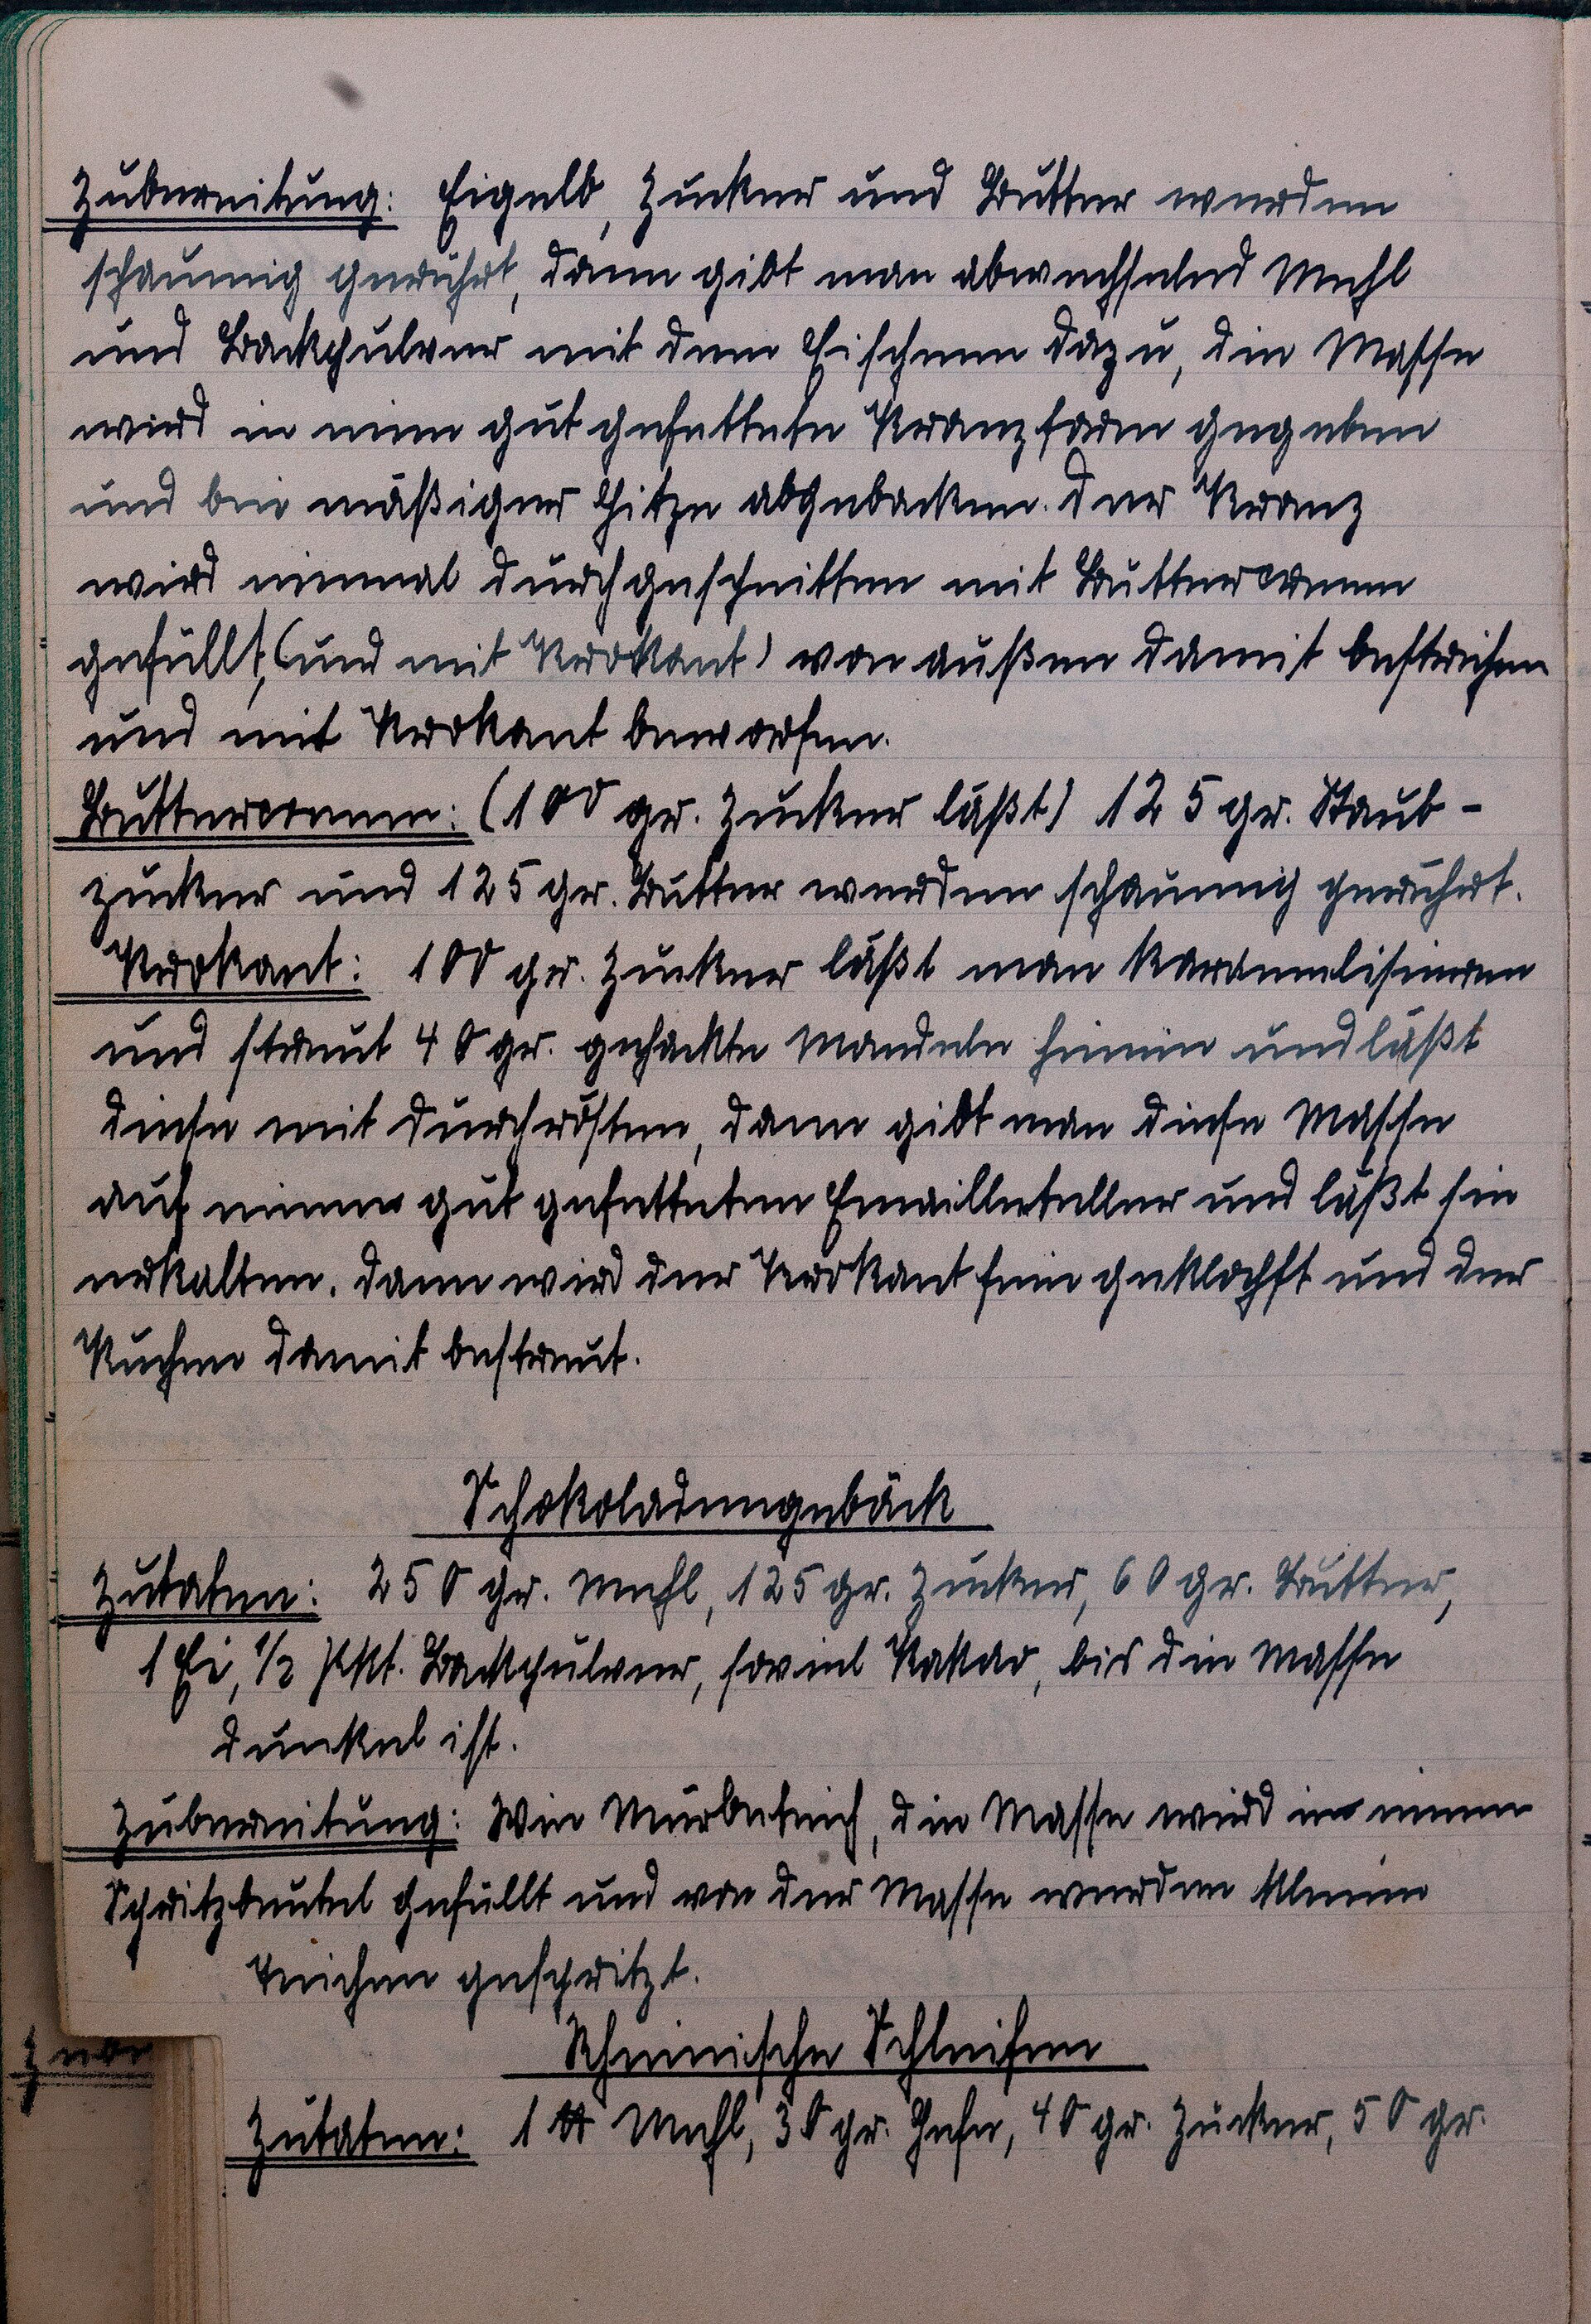 Zubereitung: Eigelb, Zucker und Butter werden
schaumig gerührt, dann gibt man abwechselnd Mehl
und Backpulver mit dem Eischnee dazu, die Masse
wird in eine gut gefettete Kranzform gegeben
und bei mäßiger Hitze abgebacken. Der Kranz
wird einmal durchgeschnitten mit Buttercreme
gefüllt, (und mit Krokant) von außen damit bestrichen
und mit Krokant beworfen.
Buttercreme: (100 gr. Zucker läßt) 125 gr. Staub-
zucker und 125 gr. Butter werden schaumig gerührt.
Krokant: 100 gr. Zucker läßt man karamelisieren
und streut 40 gr. gehackte Mandeln hinein und läßt
diese mit durchrösten, dann gibt man diese Masse
auf einen gut gefetteten Emailleteller und läßt sie
erkalten. Dann wird der Krokant fein geklopft und der
Kuchen damit bestreut.
Schokoladengebäck
Zutaten: 250 gr. Mehl, 125 gr. Zucker, 60 gr. Butter,
1 Ei, 1/2 Pkt. Backpulver, soviel Kakao, bis die Masse
dunkel ist.
Zubereitung: Wie Mürbeteich, die Masse wird in einen
Spritzbeutel gefüllt und von der Masse werden kleine
Teichen gespritzt.
Rheinische Schleifen
Zutaten: 1 ℔ Mehl, 30 gr. Hefe, 40 gr. Zucker, 50 gr.